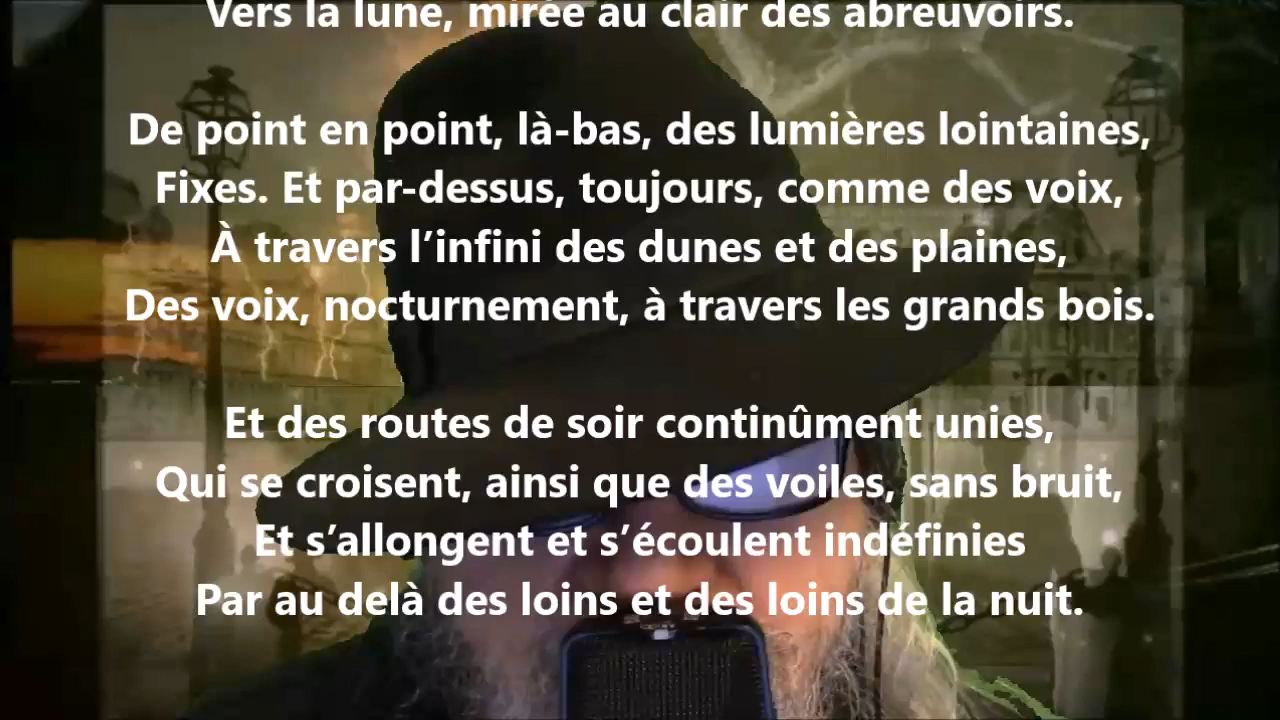 Vers la lune, mirée au clair des abreuvoirs.
De point en point, là-bas, des lumières lointaines,
Fixes. Et par-dessus, toujours, comme des voix,
À travers l’infini des dunes et des plaines,
Des voix, nocturnement, à travers les grands bois.
Et des routes de soir continûment unies,
Qui se croisent, ainsi que des voiles, sans bruit,
Et s’allongent et s’écoulent indéfinies
Par au delà des loins et des loins de la nuit.